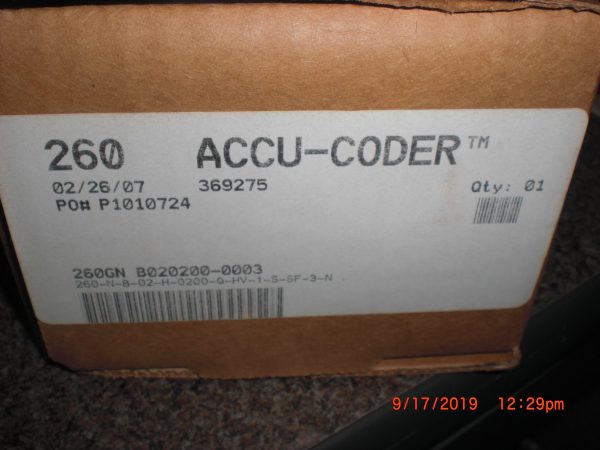 260 ACCU-CODER™
02/26/07 369275 Qty: 01
PO# P1010724
260GN B020200-0003
260-N-B-02-H-0200-Q-HV-1-S-SF-3-N
9/17/2019 12:29pm